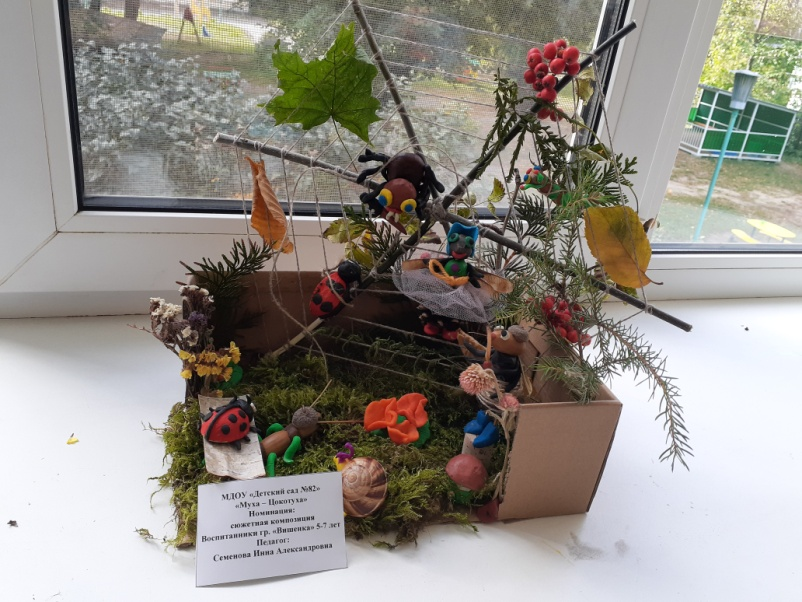 МДОУ «Детский сад №82»
«Муха – Цокотуха»
Номинация:
сюжетная композиция
Воспитанники гр. «Вишенка» 5-7 лет
Педагог:
Семенова Инна Александровна